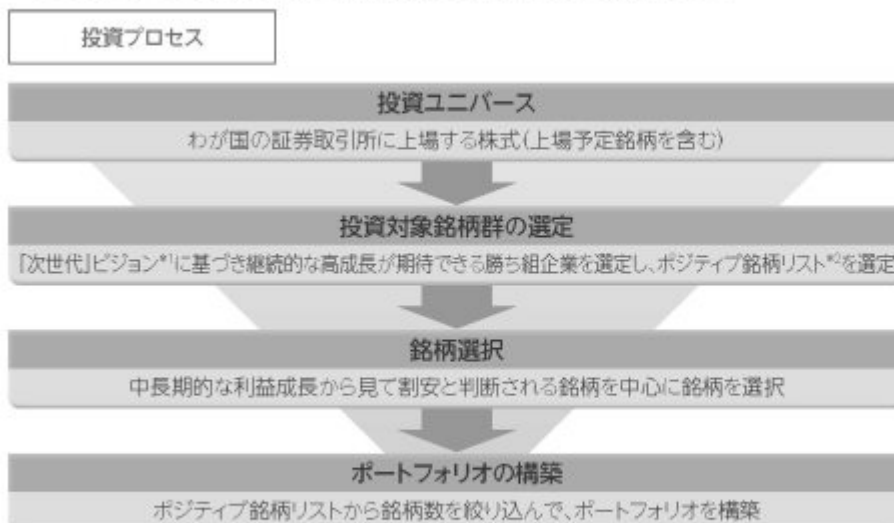 投資プロセス
投資ユニバース
わが国の証券取引所に上場する株式(上場予定銘柄を含む)
投資対象銘柄群の選定
「次世代」ビジョン*1に基づき継続的な高成長が期待できる勝ち組企業を選定し、ポジティブ銘柄リスト*2を選定
銘柄選択
中長期的な利益成長から見て割安と判断される銘柄を中心に銘柄を選択
ポートフォリオの構築
ポジティブ銘柄リストから銘柄数を絞り込んで、ポートフォリオを構築